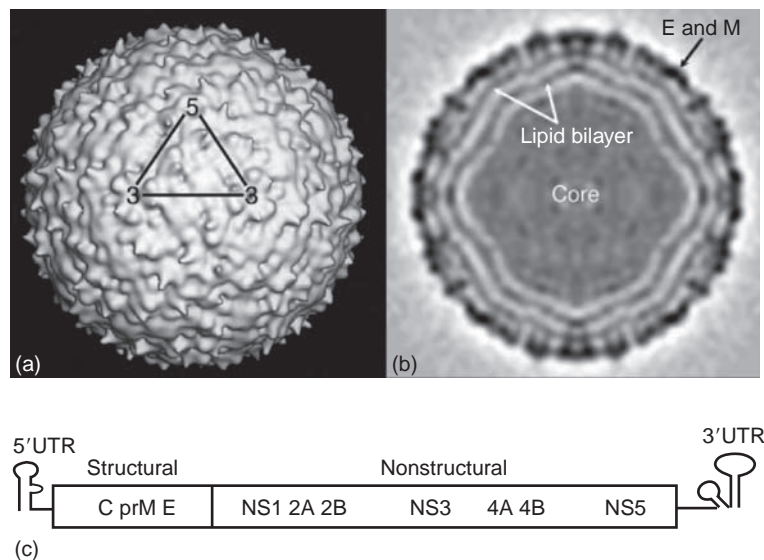 5
3 3
(a)
E and M
Lipid bilayer
Core
(b)
5′UTR
3′UTR
Structural Nonstructural
C prM E NS1 2A 2B NS3 4A 4B NS5
(c)